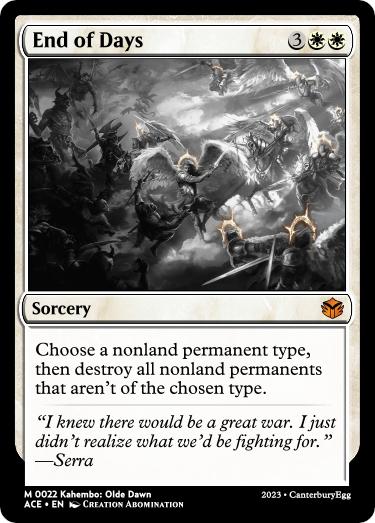 End of Days 3
Sorcery
Choose a nonland permanent type,
then destroy all nonland permanents
that aren't of the chosen type.
“I knew there would be a great war. I just
didn't realize what we'd be fighting for.”
—Serra
M 0022 Kahembo: Olde Dawn
ACE • EN Creation Abomination
2023 • CanterburyEgg